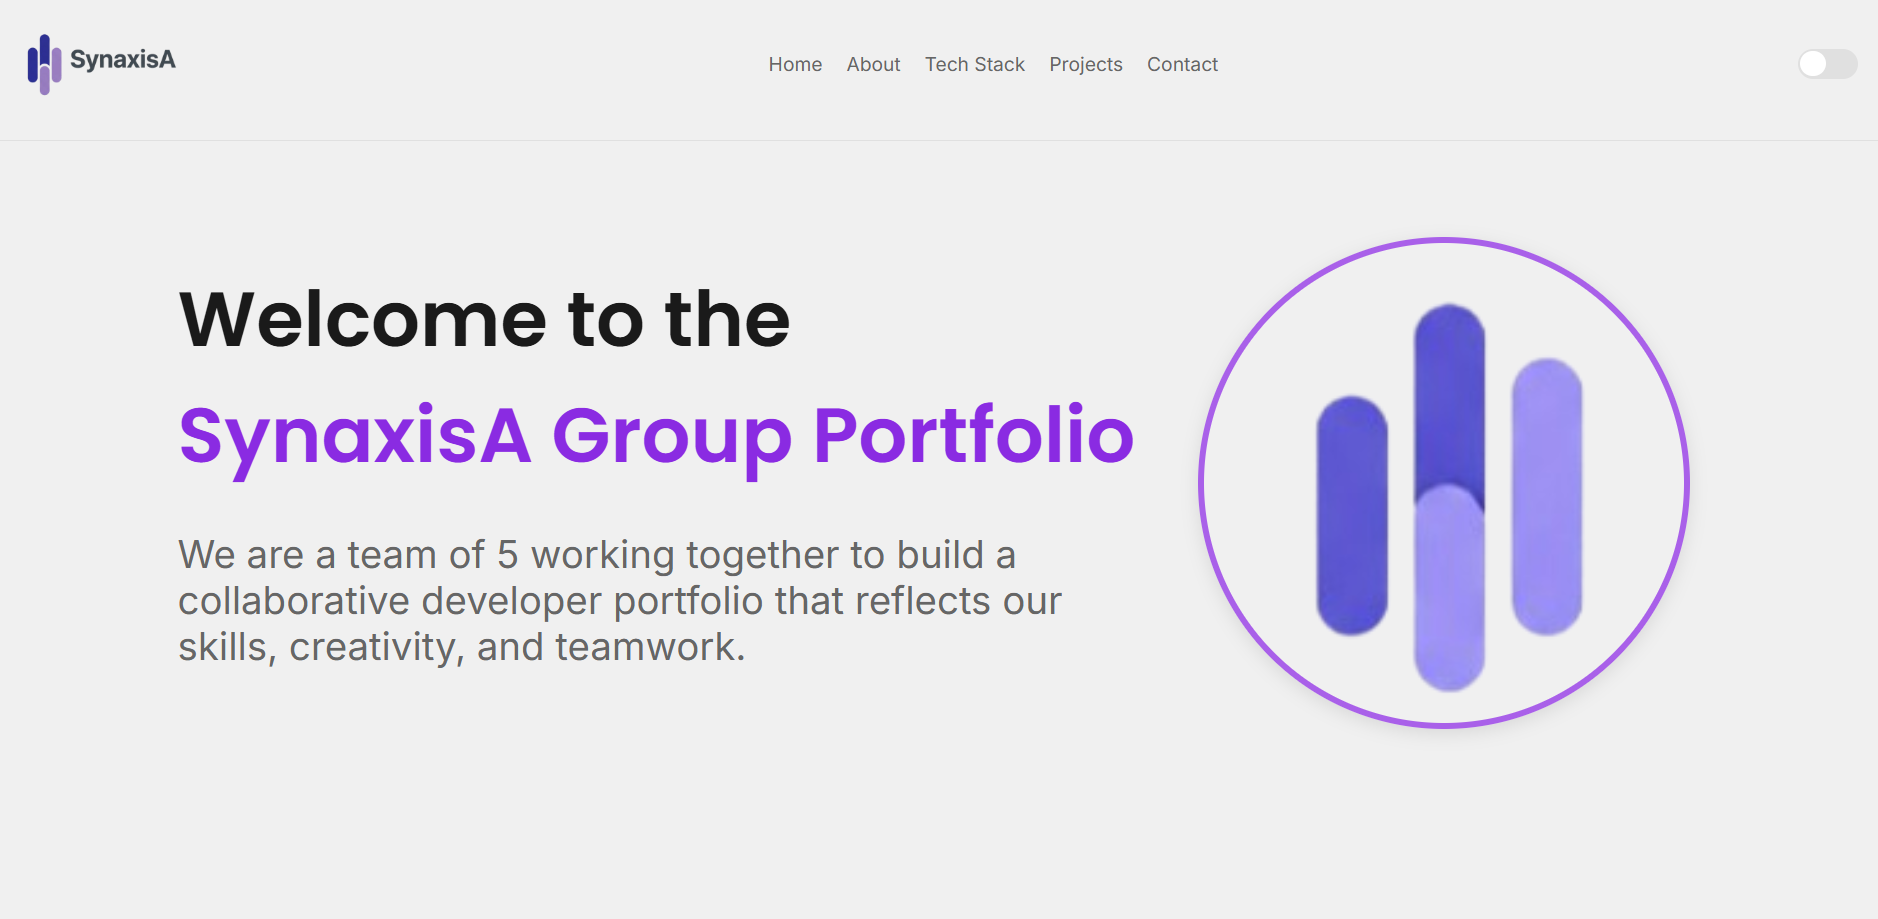 SynaxisA
Home About Tech Stack Projects Contact
Welcome to the
SynaxisA Group Portfolio
We are a team of 5 working together to build a
collaborative developer portfolio that reflects our
skills, creativity, and teamwork.